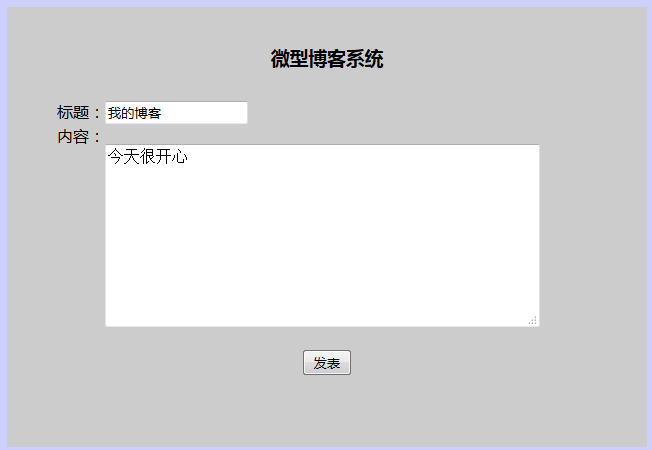 微型博客系统
标题：我的博客
内容：
今天很开心
发表